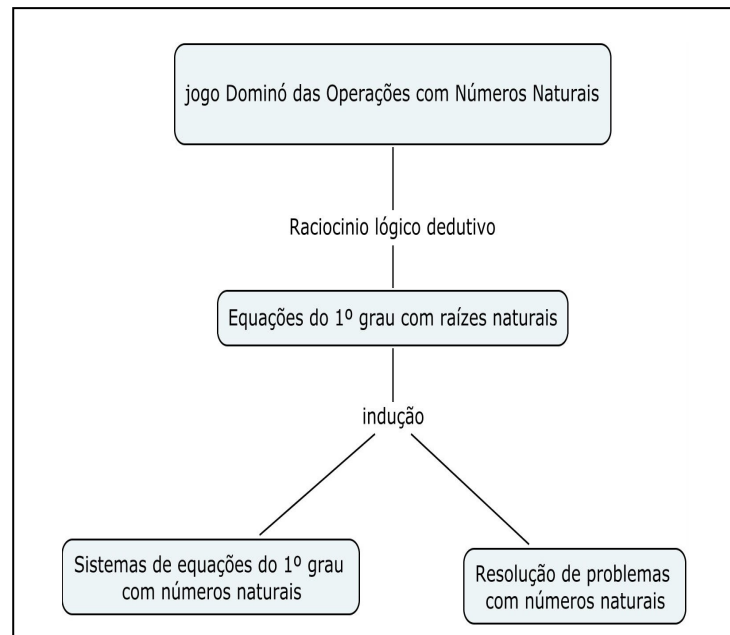 jogo Dominó das Operações com Números Naturais
Raciocinio lógico dedutivo
Equações do 1º grau com raízes naturais
indução
Sistemas de equações do 1º grau
com números naturais
Resolução de problemas
com números naturais